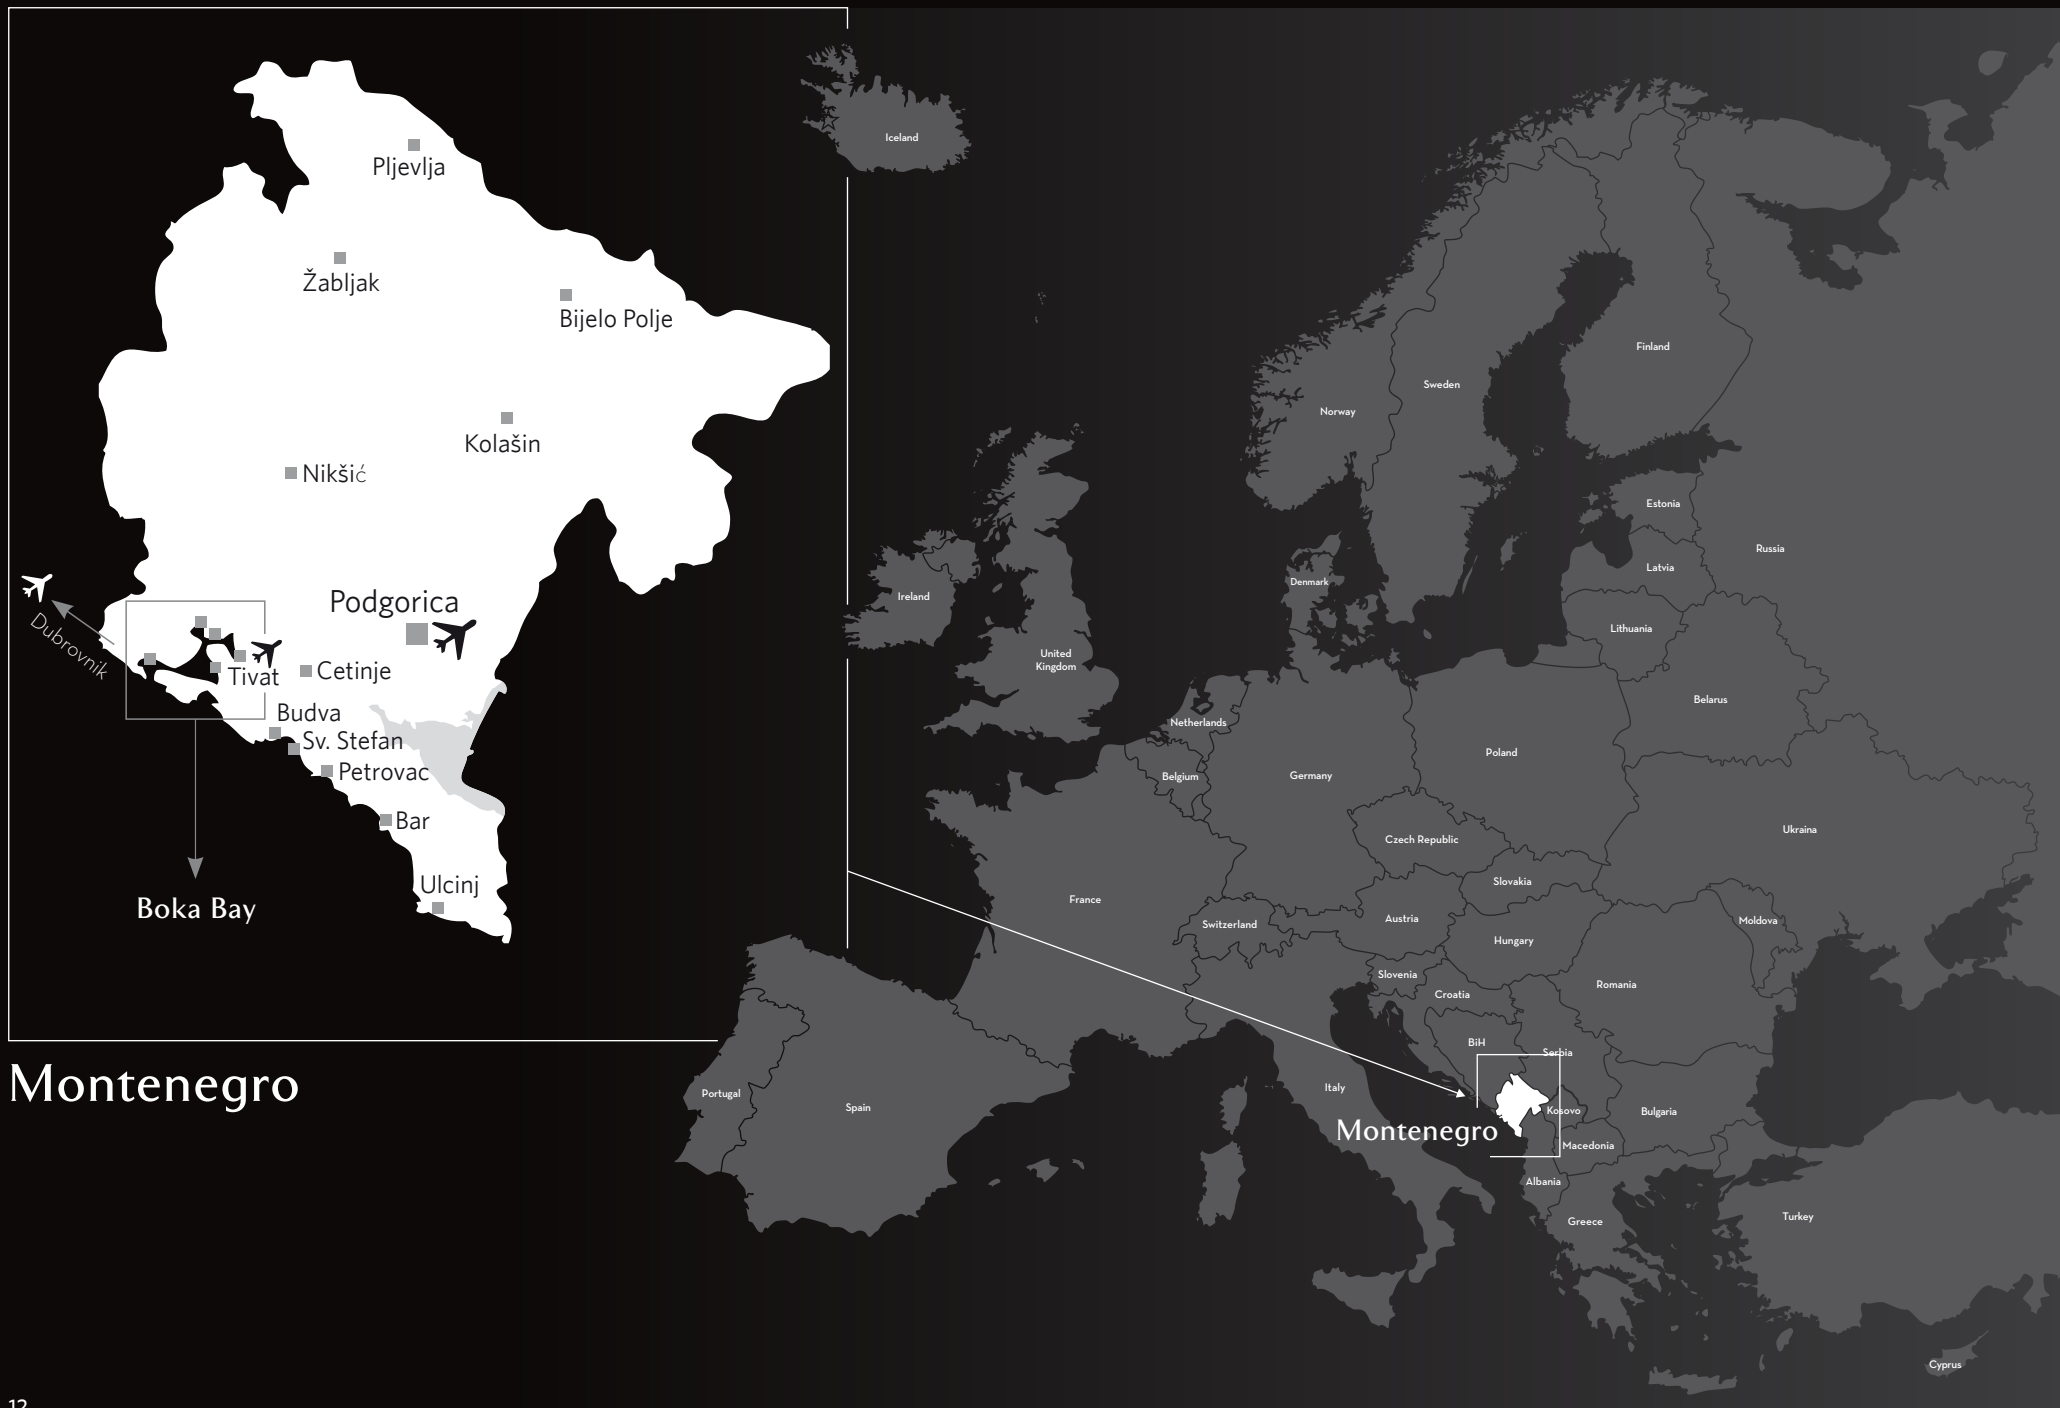 Pljevlja
Žabljak
Bijelo Polje
Kolašin
Nikšić
Podgorica
Dubrovnik
Cetinje
Tivat
Budva
Sv. Stefan
Petrovac
Bar
Ulcinj
Boka Bay
Montenegro
Iceland
Finland
Sweden
Norway
Estonia
Russia
Latvia
Denmark
Ireland
Lithuania
United
Kingdom
Belarus
Netherlands
Poland
Belgium
Germany
Ukraine
Czech Republic
Slovakia
France
Switzerland
Austria
Moldova
Hungary
Slovenia
Romania
Croatia
BiH
Serbia
Italy
Portugal
Spain
Kosovo
Bulgaria
Montenegro
Macedonia
Albania
Greece
Turkey
Cyprus
12